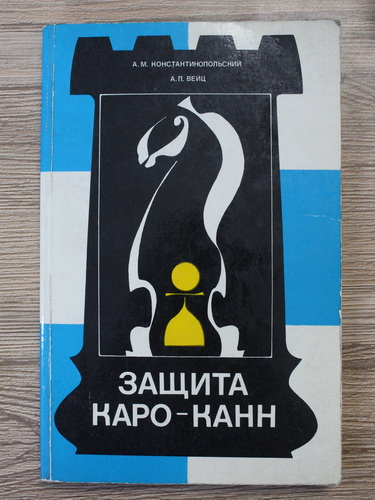 А. М. КОНСТАНТИНОПОЛЬСКИЙ
А. П. ВЕЙЦ
ЗАЩИТА
КАРО-КАНН